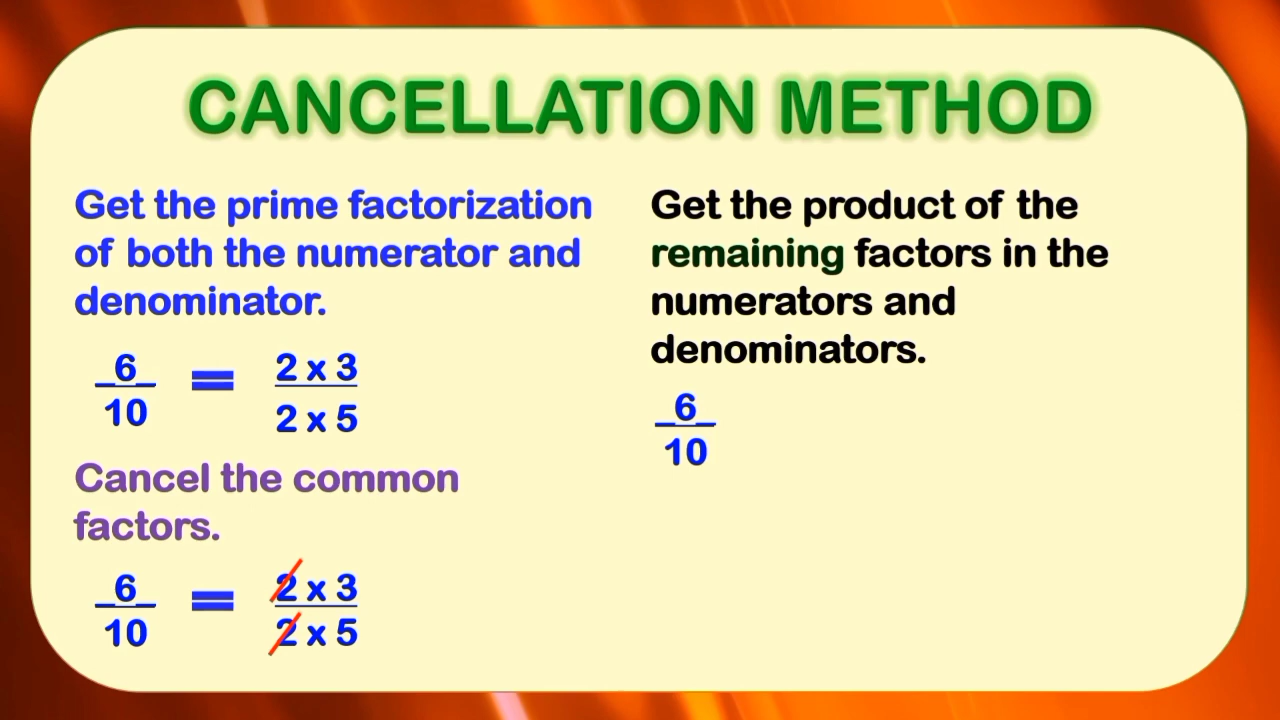 CANCELLATION METHOD
Get the prime factorization
of both the numerator and
denominator.
6 = 2 x 3
10 2 x 5
Cancel the common
factors.
6 = 2 x 3
10 2 x 5
Get the product of the
remaining factors in the
numerators and
denominators.
6
10